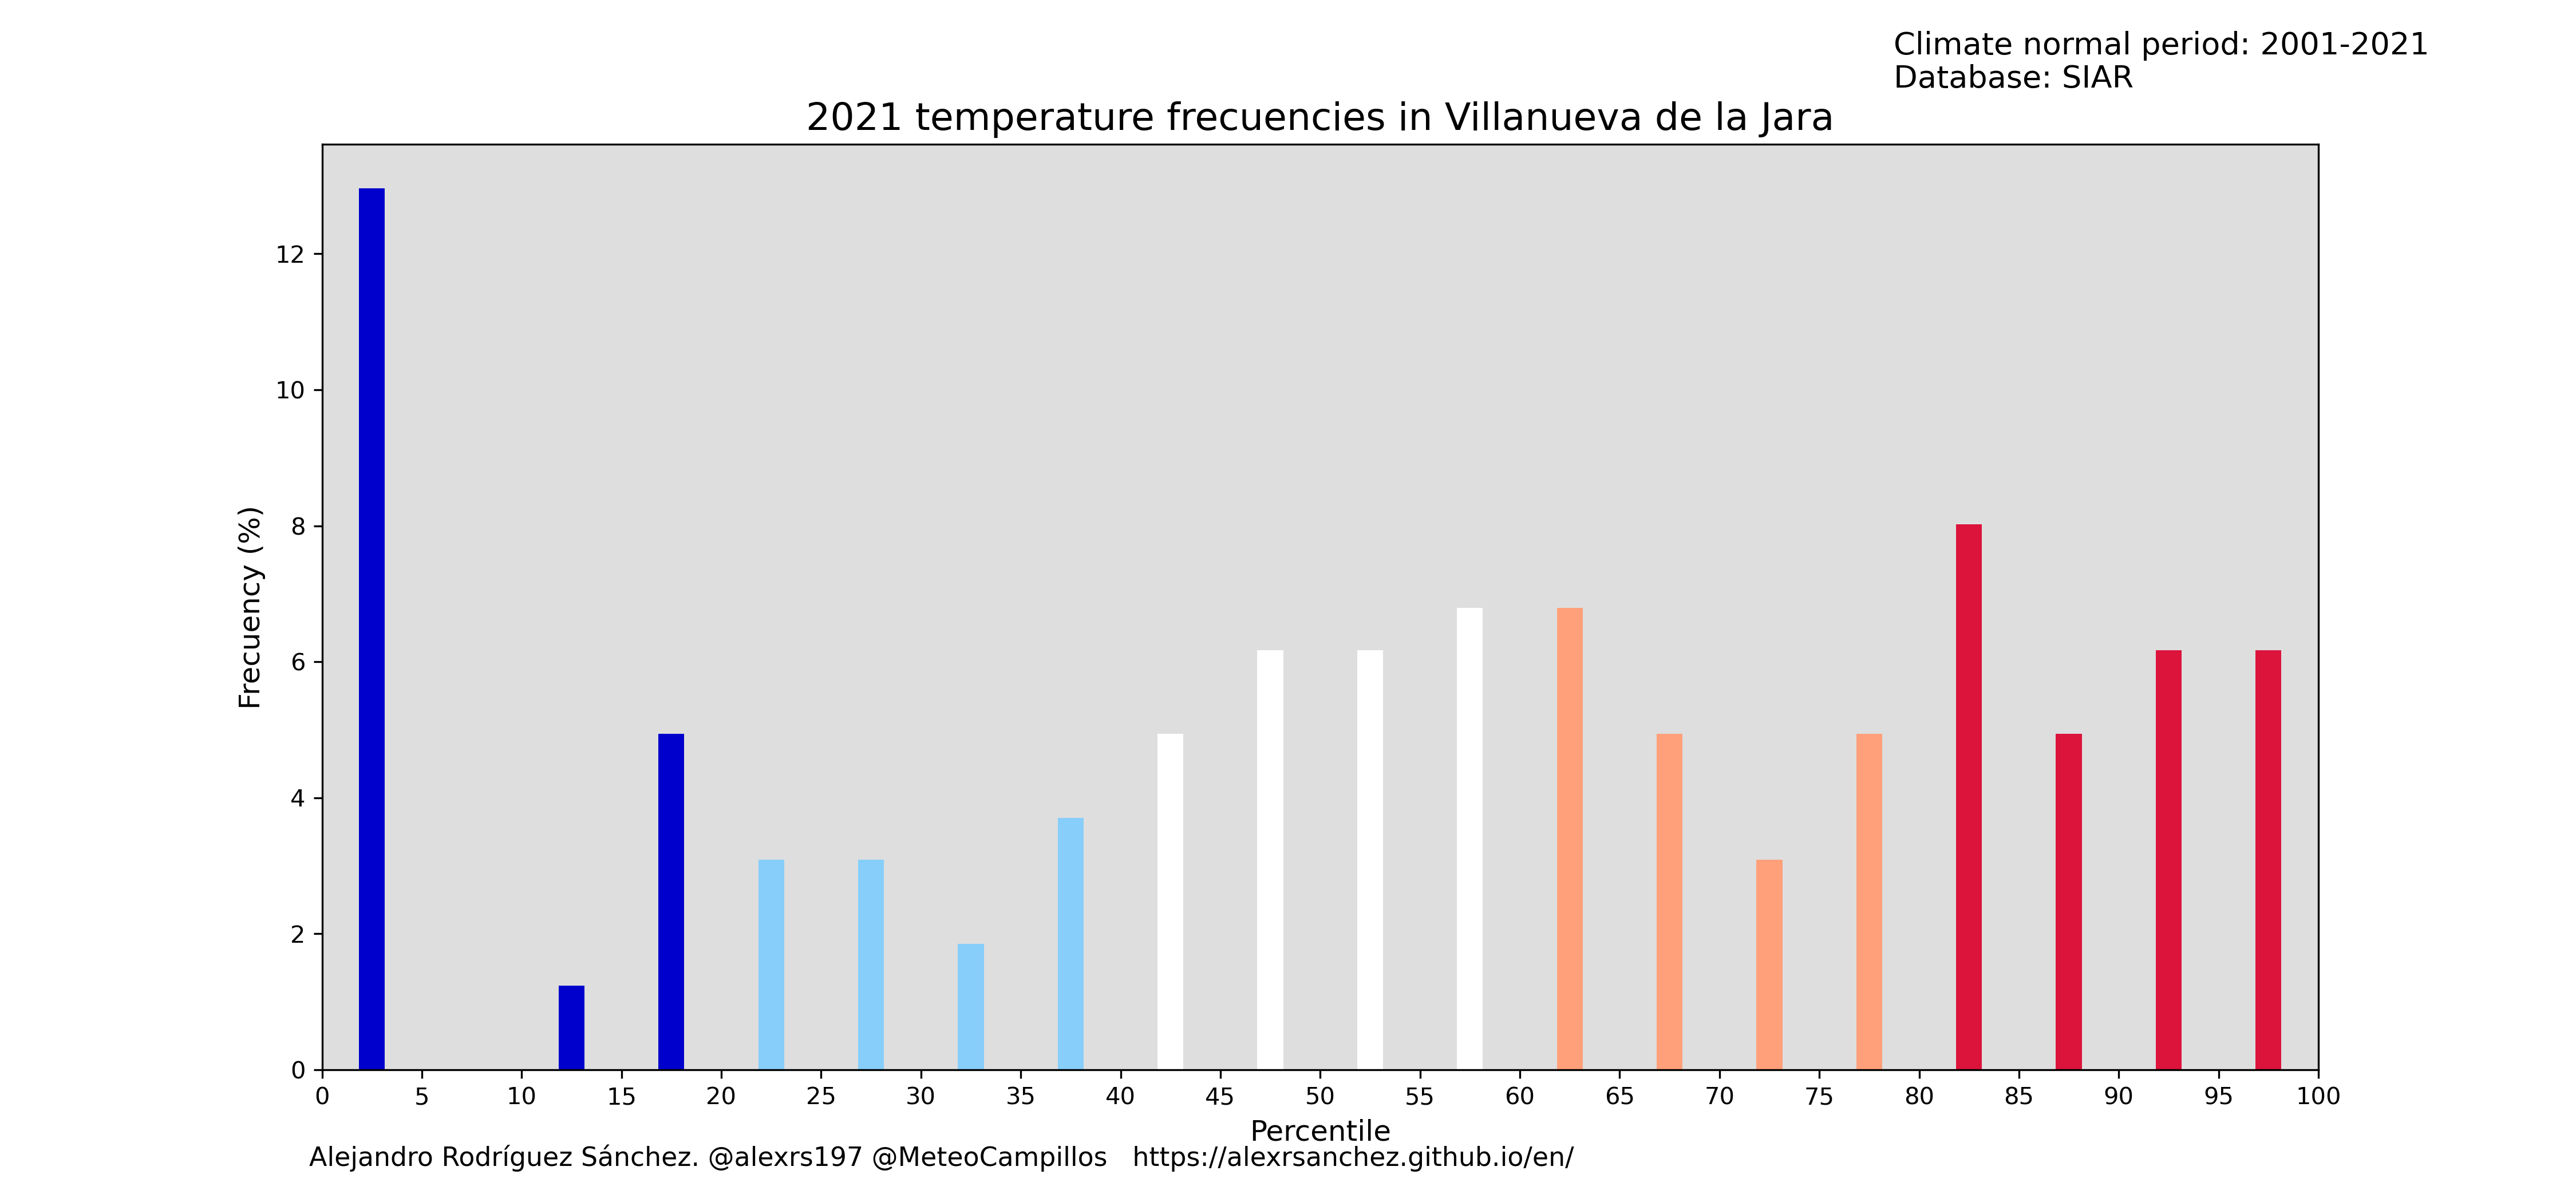 Climate normal period: 2001-2021
Database: SIAR
2021 temperature frecuencies in Villanueva de la Jara
Frecuency (%)
12
10
8
6
4
2
0
0 5 10 15 20 25 30 35 40 45 50 55 60 65 70 75 80 85 90 95 100
Percentile
Alejandro Rodríguez Sánchez. @alexrs197 @MeteoCampillos https://alexrsanchez.github.io/en/